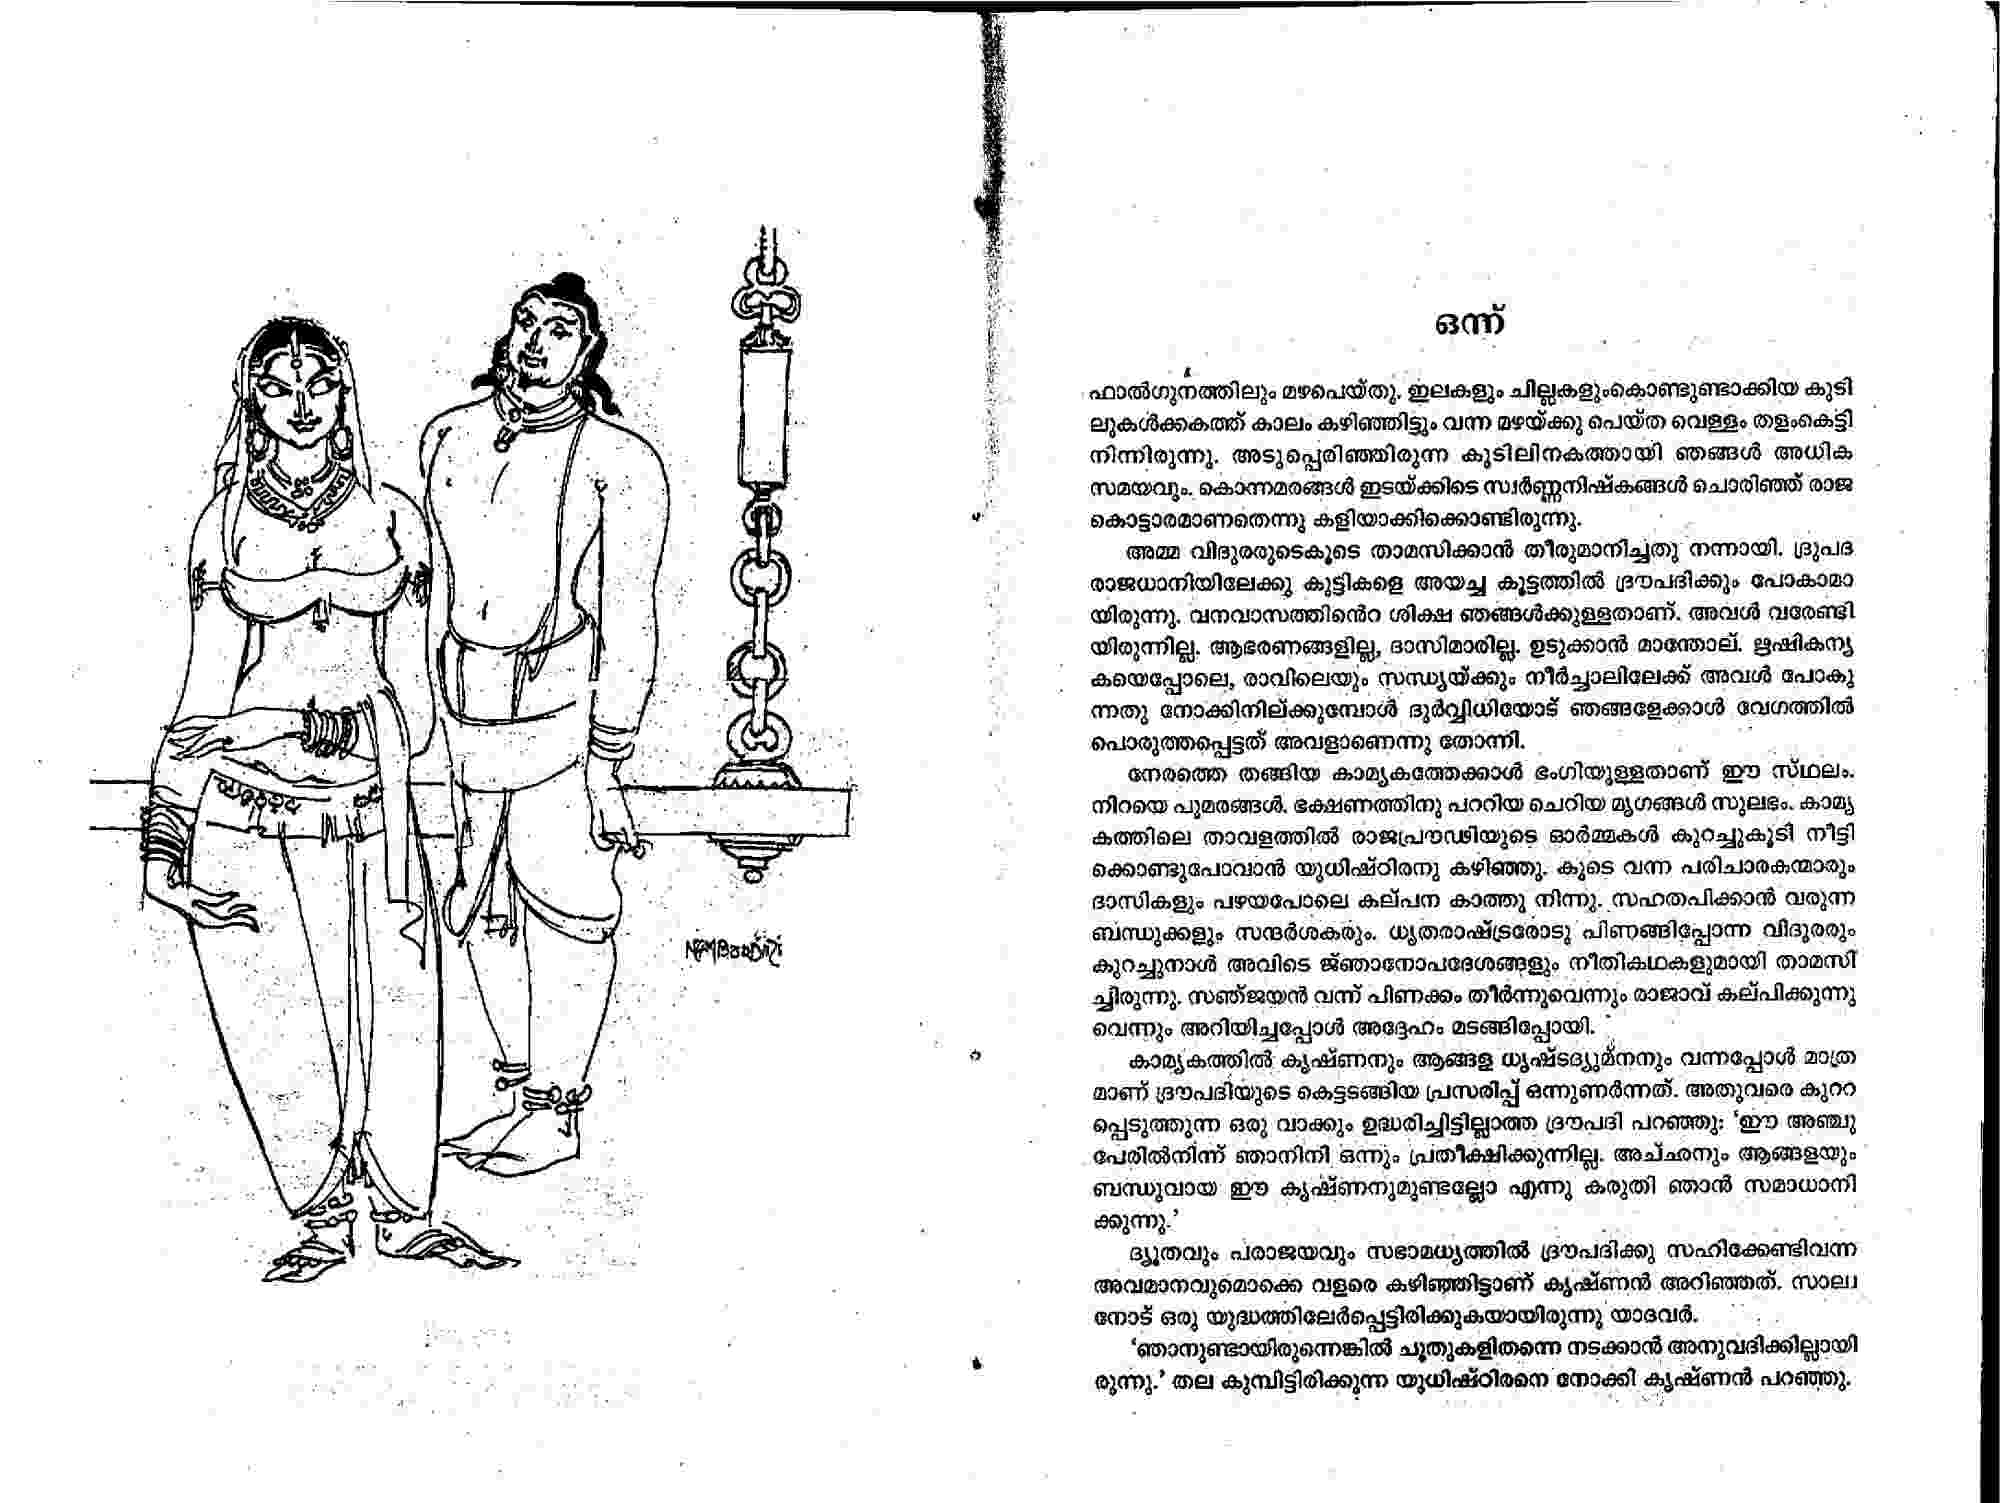 ഒന്ന്
ഫാൽഗുനത്തിലും മഴപെയ്തു. ഇലകളും ചില്ലകളുംകൊണ്ടുണ്ടാക്കിയ കുടി
ലുകൾക്കകത്ത് കാലം കഴിഞ്ഞിട്ടും വന്ന മഴയ്ക്കു പെയ്ത വെള്ളം തളംകെട്ടി
നിന്നിരുന്നു. അടുപ്പെരിഞ്ഞിരുന്ന കുടിലിനകത്തായി ഞങ്ങൾ അധിക
സമയവും. കൊന്നമരങ്ങൾ ഇടയ്ക്കിടെ സ്വർണ്ണനിഷ്കങ്ങൾ ചൊരിഞ്ഞ് രാജ
കൊട്ടാരമാണതെന്നു കളിയാക്കിക്കൊണ്ടിരുന്നു.
അമ്മ വിദുരരുടെകൂടെ താമസിക്കാൻ തീരുമാനിച്ചതു നന്നായി. ദ്രുപദ
രാജധാനിയിലേക്കു കുട്ടികളെ അയച്ച കൂട്ടത്തിൽ ദ്രൗപദിക്കും പോകാമാ
യിരുന്നു. വനവാസത്തിൻെറ ശിക്ഷ ഞങ്ങൾക്കുള്ളതാണ്. അവൾ വരേണ്ടി
യിരുന്നില്ല. ആഭരണങ്ങളില്ല, ദാസിമാരില്ല. ഉടുക്കാൻ മാന്തോല്. ഋഷികന്യ
കയെപ്പോലെ, രാവിലെയും സന്ധ്യയ്ക്കും നീർച്ചാലിലേക്ക് അവൾ പോകു
ന്നതു നോക്കിനില്ക്കുമ്പോൾ ദുർവ്വിധിയോട് ഞങ്ങളേക്കാൾ വേഗത്തിൽ
പൊരുത്തപ്പെട്ടത് അവളാണെന്നു തോന്നി.
നേരത്തെ തങ്ങിയ കാമ്യകത്തേക്കാൾ ഭംഗിയുള്ളതാണ് ഈ സ്ഥലം.
നിറയെ പൂമരങ്ങൾ. ഭക്ഷണത്തിനു പററിയ ചെറിയ മൃഗങ്ങൾ സുലഭം. കാമ്യ
കത്തിലെ താവളത്തിൽ രാജപ്രൗഢിയുടെ ഓർമ്മകൾ കുറച്ചുകൂടി നീട്ടി
ക്കൊണ്ടുപോവാൻ യുധിഷ്ഠിരനു കഴിഞ്ഞു. കൂടെ വന്ന പരിചാരകന്മാരും
ദാസികളും പഴയപോലെ കല്പന കാത്തു നിന്നു. സഹതപിക്കാൻ വരുന്ന
ബന്ധുക്കളും സന്ദർശകരും. ധൃതരാഷ്ട്രരോടു പിണങ്ങിപ്പോന്ന വിദുരരും
കുറച്ചുനാൾ അവിടെ ജ്ഞാനോപദേശങ്ങളും നീതികഥകളുമായി താമസി
ച്ചിരുന്നു. സഞ്ജയൻ വന്ന് പിണക്കം തീർന്നുവെന്നും രാജാവ് കല്പിക്കുന്നു
വെന്നും അറിയിച്ചപ്പോൾ അദ്ദേഹം മടങ്ങിപ്പോയി.
കാമ്യകത്തിൽ കൃഷ്ണനും ആങ്ങള ധൃഷ്ടദ്യുമ്നനും വന്നപ്പോൾ മാത്ര
മാണ് ദ്രൗപദിയുടെ കെട്ടടങ്ങിയ പ്രസരിപ്പ് ഒന്നുണർന്നത്. അതുവരെ കുററ
പ്പെടുത്തുന്ന ഒരു വാക്കും ഉദ്ധരിച്ചിട്ടില്ലാത്ത ദ്രൗപദി പറഞ്ഞു: 'ഈ അഞ്ചു
പേരിൽനിന്ന് ഞാനിനി ഒന്നും പ്രതീക്ഷിക്കുന്നില്ല. അച്ഛനും ആങ്ങളയും
ബന്ധുവായ ഈ കൃഷ്ണനുമുണ്ടല്ലോ എന്നു കരുതി ഞാൻ സമാധാനി
ക്കുന്നു.'
ദ്യൂതവും പരാജയവും സഭാമധ്യത്തിൽ ദ്രൗപദിക്കു സഹിക്കേണ്ടിവന്ന
അവമാനവുമൊക്കെ വളരെ കഴിഞ്ഞിട്ടാണ് കൃഷ്ണൻ അറിഞ്ഞത്. സാല്വ
നോട് ഒരു യുദ്ധത്തിലേർപ്പെട്ടിരിക്കുകയായിരുന്നു യാദവർ.
'ഞാനുണ്ടായിരുന്നെങ്കിൽ ചൂതുകളിതന്നെ നടക്കാൻ അനുവദിക്കില്ലായി
രുന്നു.' തല കുമ്പിട്ടിരിക്കുന്ന യുധിഷ്ഠിരനെ നോക്കി കൃഷ്ണൻ പറഞ്ഞു.